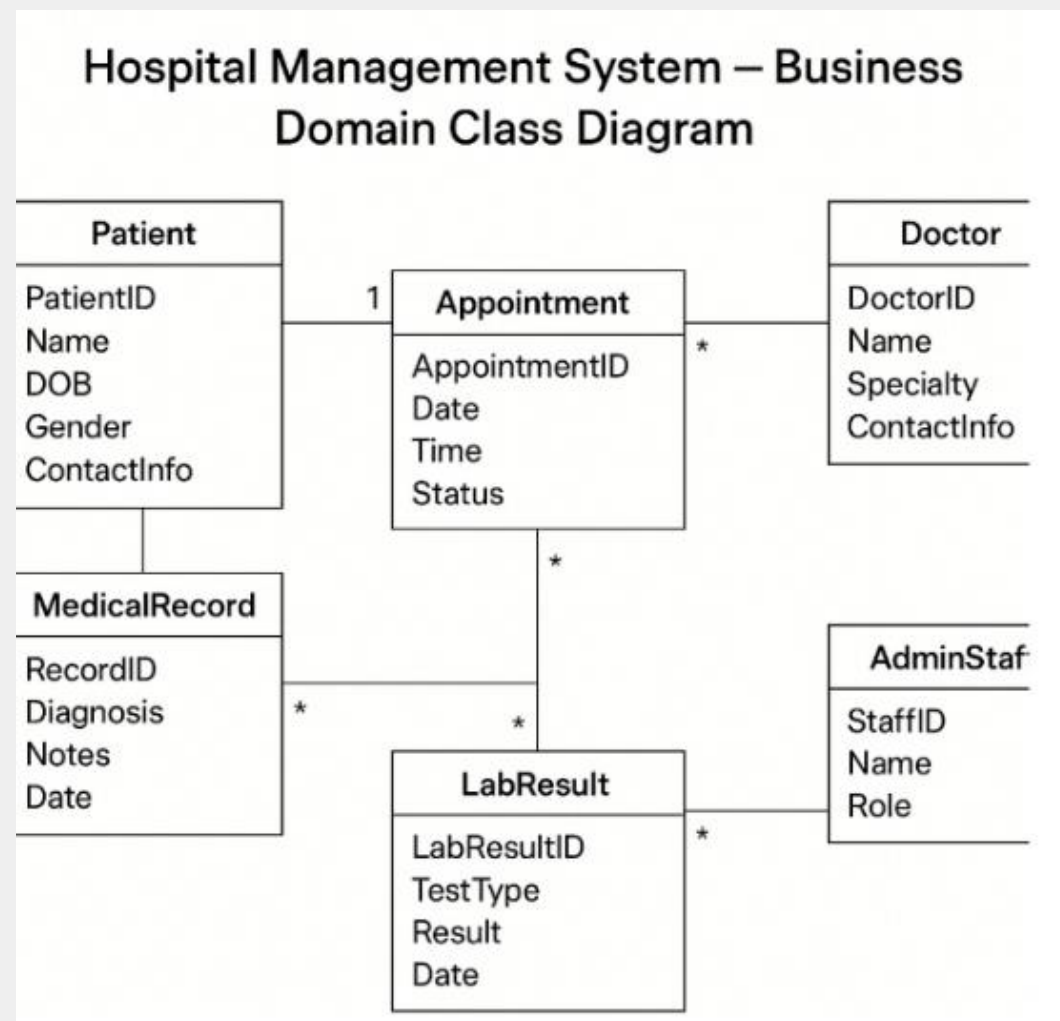 Hospital Management System – Business
Domain Class Diagram
Patient
PatientID
Name
DOB
Gender
ContactInfo
1
Appointment
AppointmentID
Date
Time
Status
*
*
Doctor
DoctorID
Name
Specialty
ContactInfo
MedicalRecord
RecordID
Diagnosis
Notes
Date
*
*
LabResult
LabResultID
TestType
Result
Date
*
AdminStaf
StaffID
Name
Role